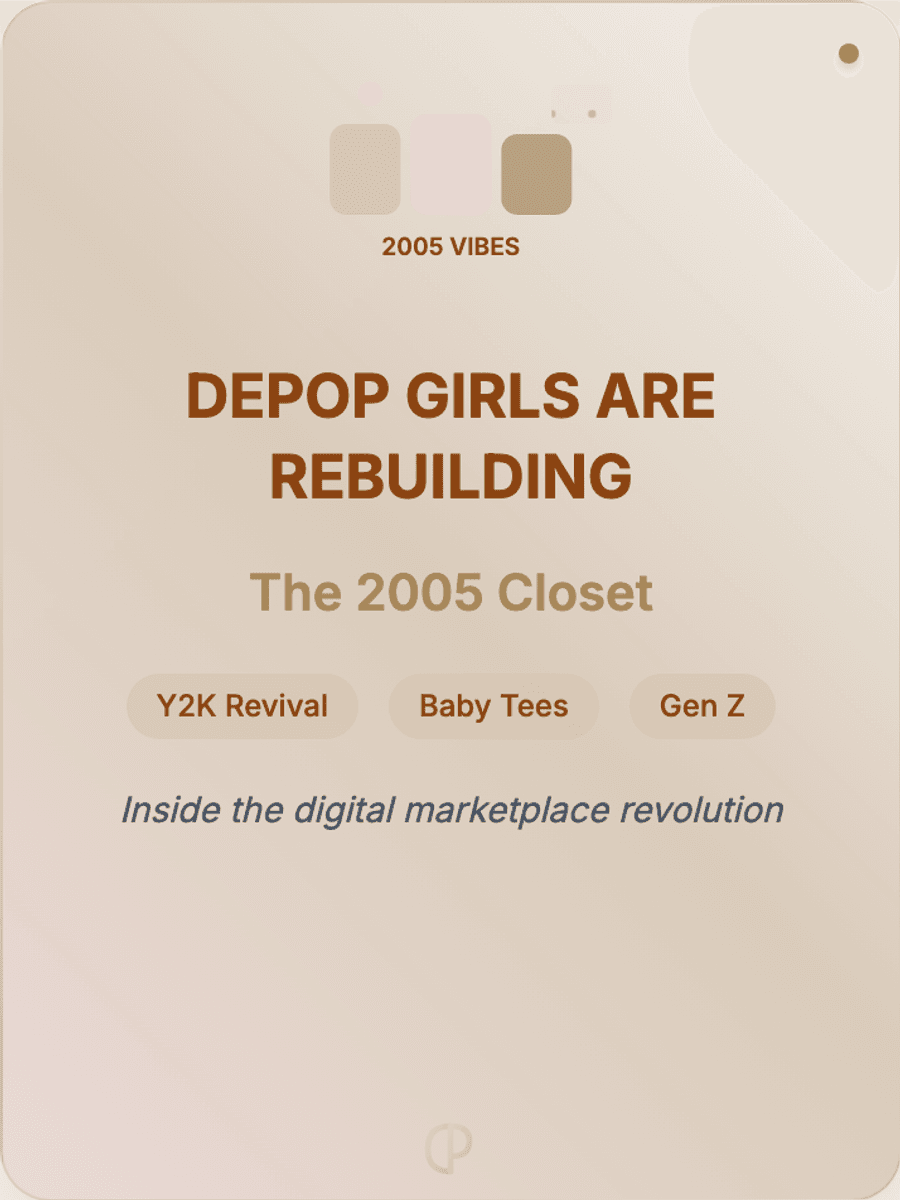 2005 VIBES
DEPOP GIRLS ARE
REBUILDING
The 2005 Closet
Y2K Revival Baby Tees Gen Z
Inside the digital marketplace revolution